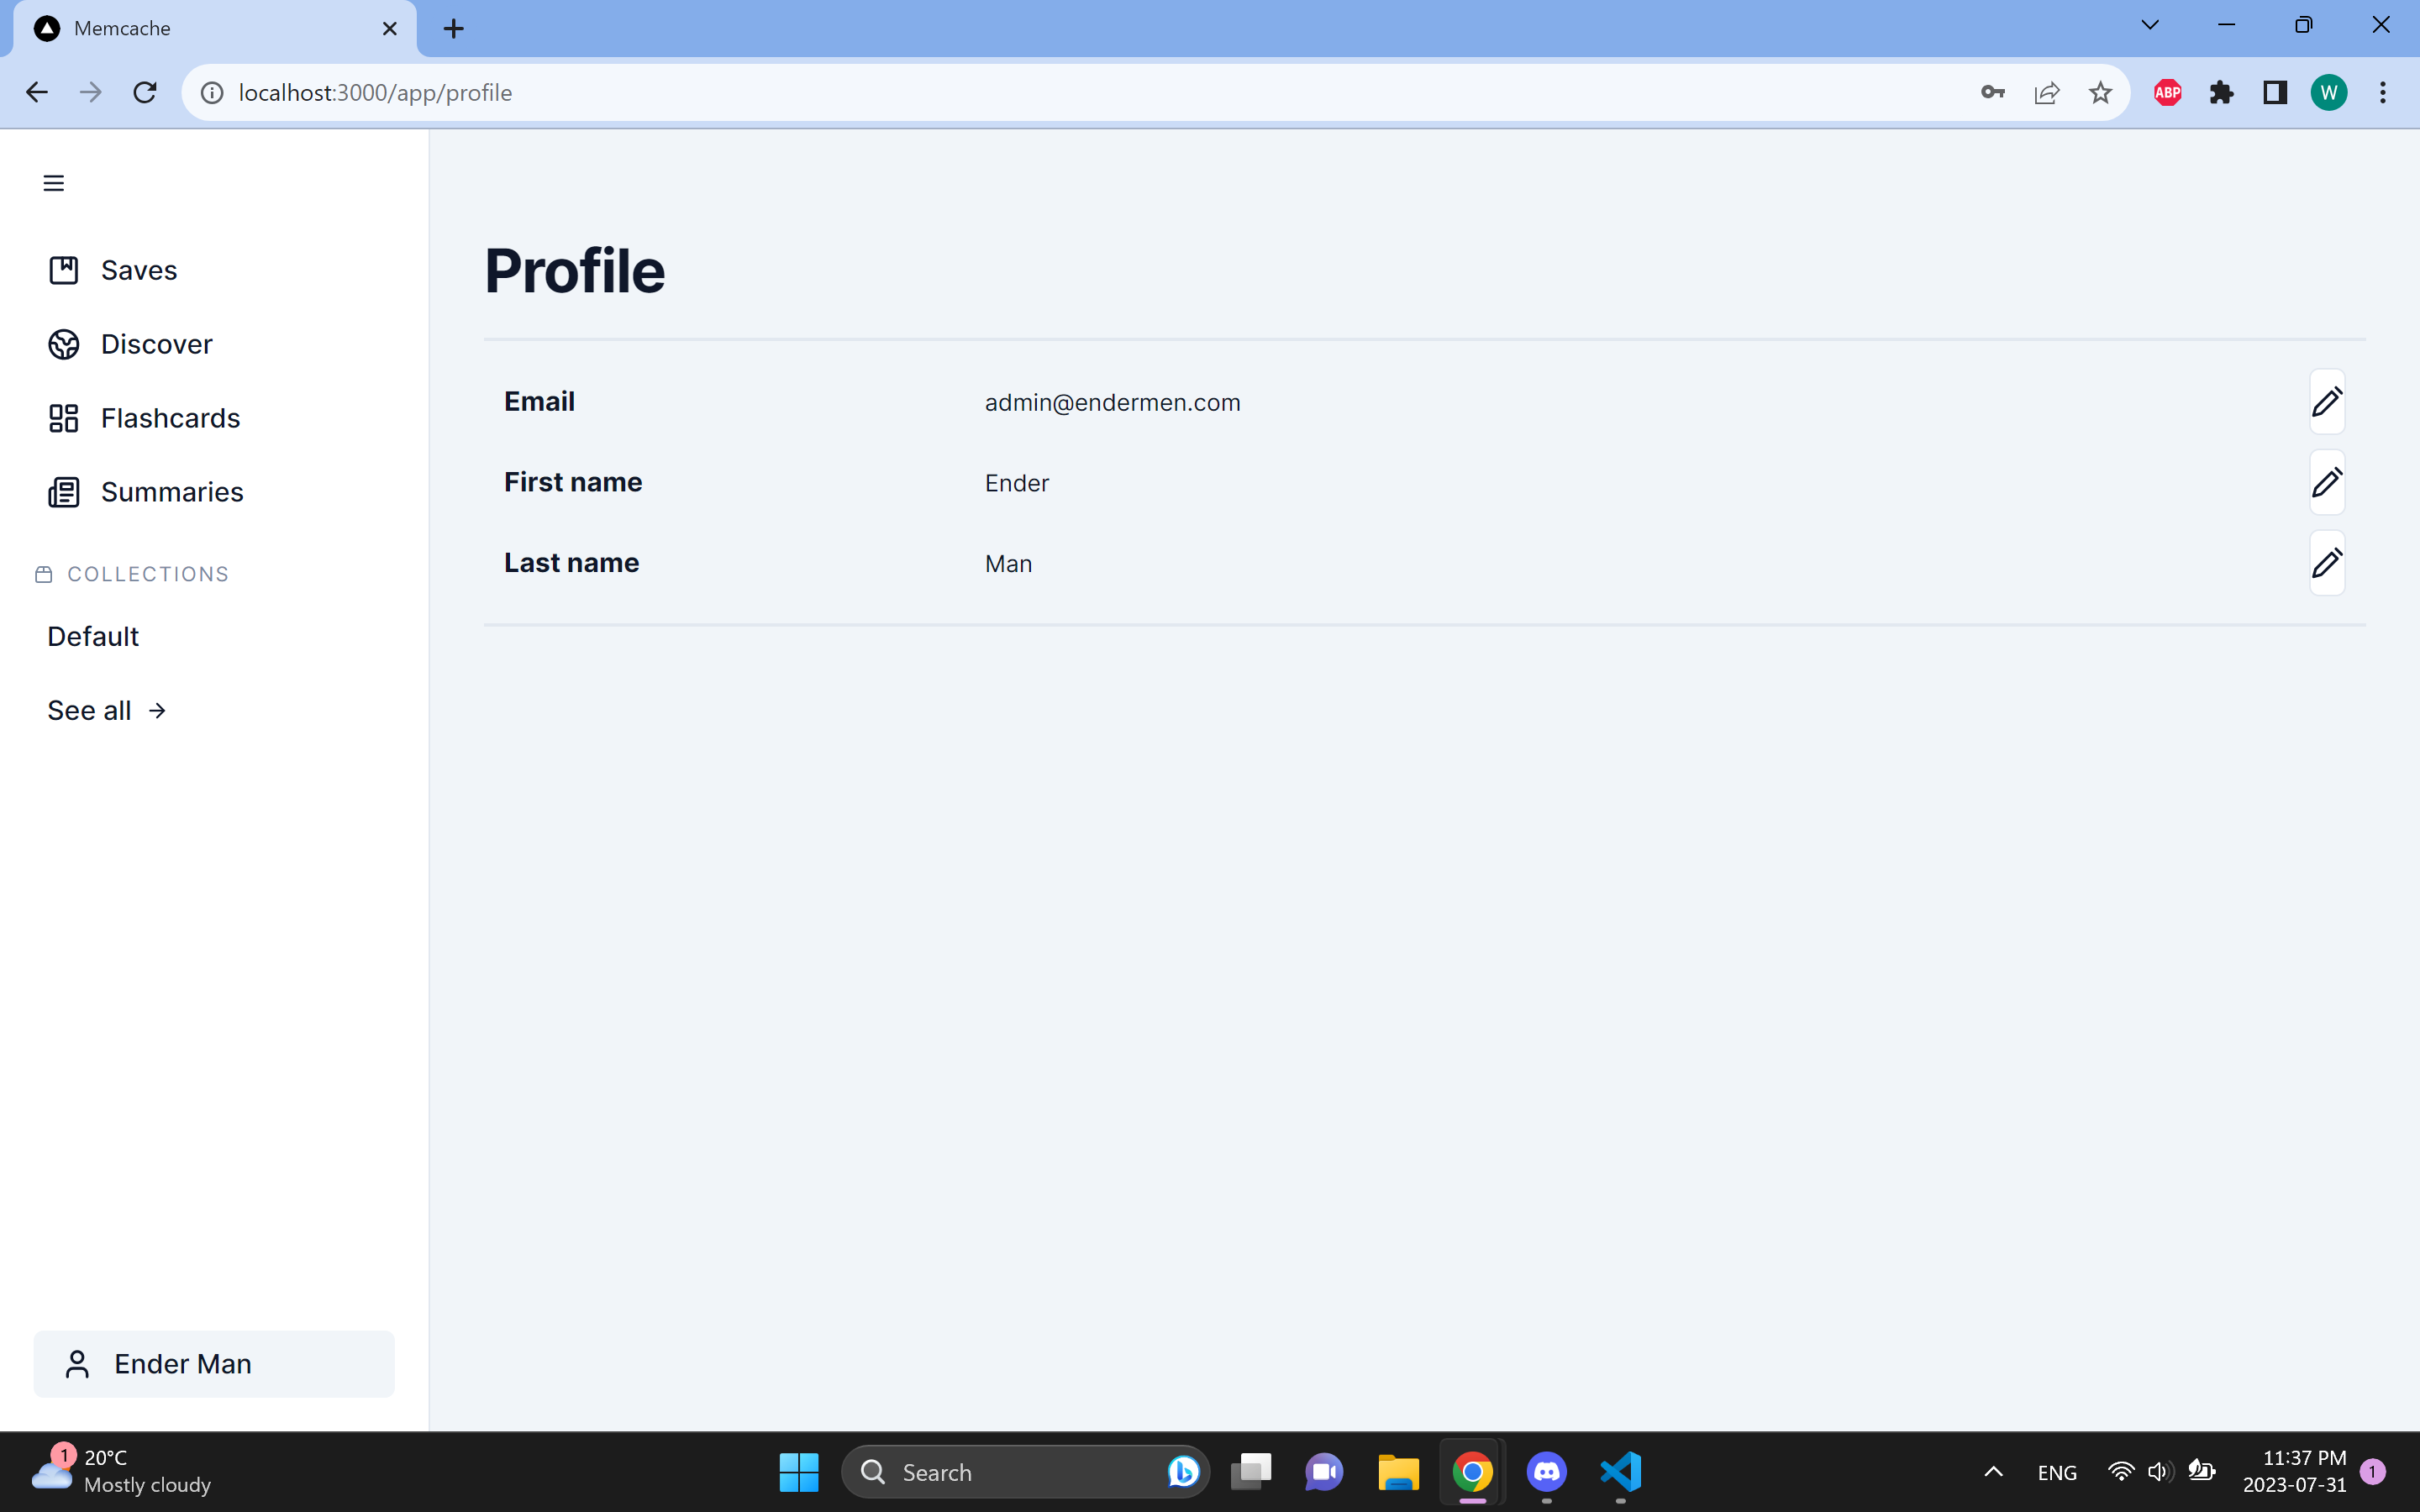 Memcache
localhost:3000/app/profile
ABP
W
Saves
Discover
Flashcards
Summaries
COLLECTIONS
Default
See all
Ender Man
Profile
Email admin@endermen.com
First name Ender
Last name Man
1
20°C
Mostly cloudy
Search
ENG
11:37 PM
2023-07-31
1